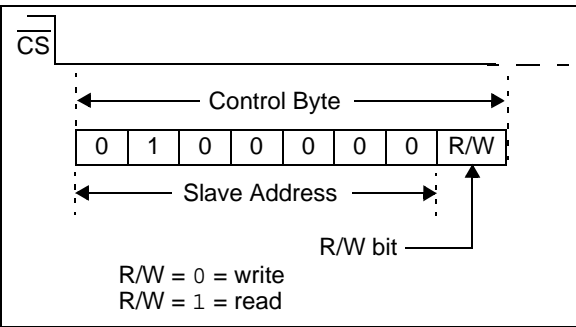 CS
Control Byte
0 1 0 0 0 0 0 R/W
Slave Address
R/W bit
R/W = 0 = write
R/W = 1 = read